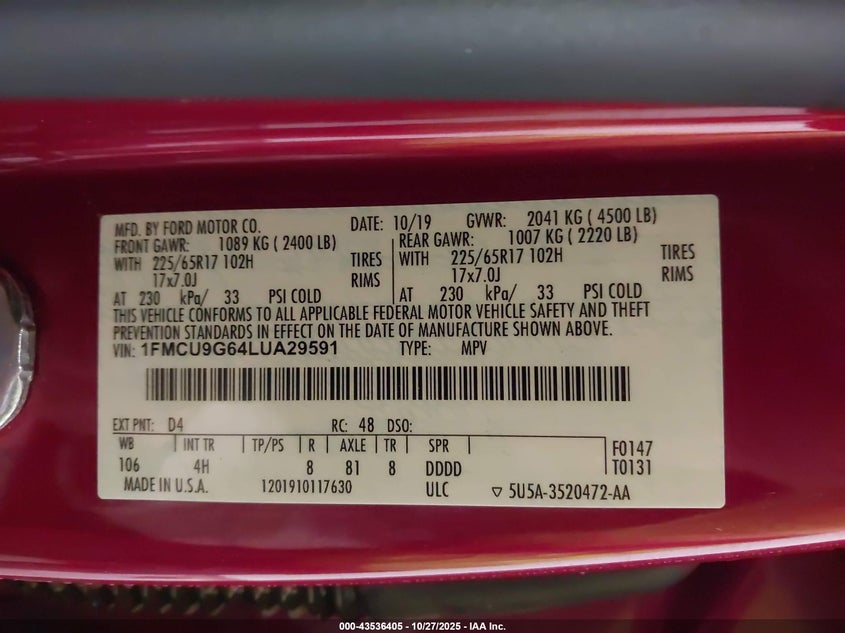 MFD. BY FORD MOTOR CO. DATE: 10/19 GVWR: 2041 KG ( 4500 LB)
FRONT GAWR: 1089 KG ( 2400 LB) REAR GAWR: 1007 KG ( 2220 LB)
WITH 225/65R17 102H TIRES WITH 225/65R17 102H TIRES
17x7.0J RIMS 17x7.0J RIMS
AT 230 kPa/ 33 PSI COLD AT 230 kPa/ 33 PSI COLD
THIS VEHICLE CONFORMS TO ALL APPLICABLE FEDERAL MOTOR VEHICLE SAFETY AND THEFT
PREVENTION STANDARDS IN EFFECT ON THE DATE OF MANUFACTURE SHOWN ABOVE.
VIN: 1FMCU9G64LUA29591 TYPE: MPV
EXT PNT: D4 RC: 48 DSO:
WB INT TR TP/PS R AXLE TR SPR F0147
106 4H 8 81 8 DDDD T0131
MADE IN U.S.A. 1201910117630 ULC ▽ 5U5A-3520472-AA
000-43536405 - 10/27/2025 - IAA Inc.